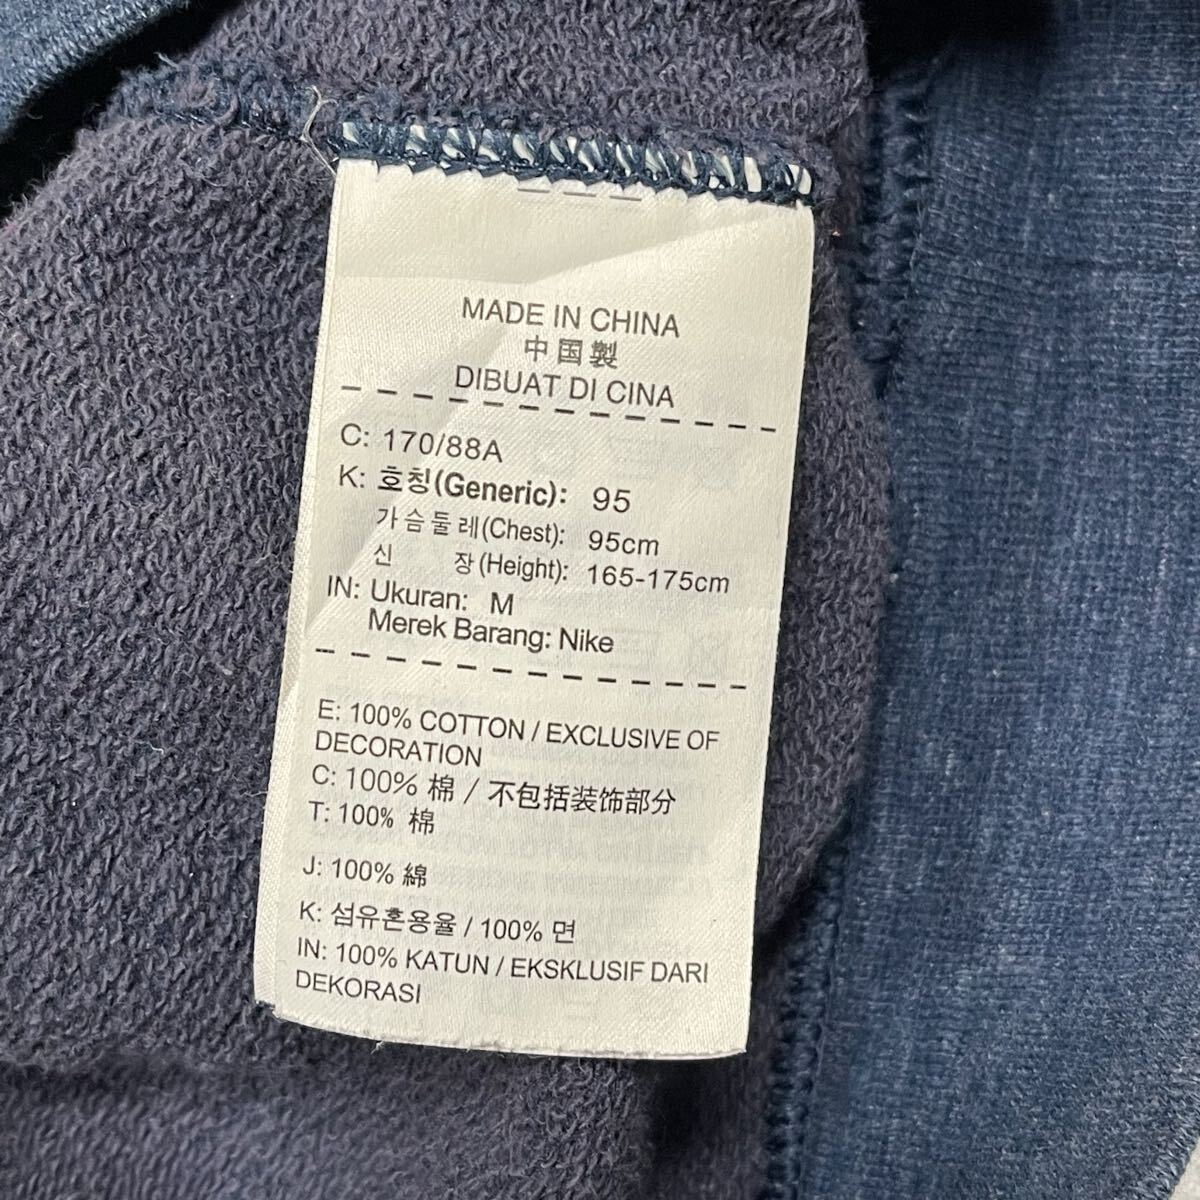 MADE IN CHINA
中国製
DIBUAT DI CINA
C: 170/88A
K: 호칭(Generic): 95
가슴둘레(Chest): 95cm
신 장(Height): 165-175cm
IN: Ukuran: M
Merek Barang: Nike
E: 100% COTTON / EXCLUSIVE OF
DECORATION
C: 100% 棉 / 不包括装饰部分
T: 100% 棉
J: 100% 綿
K: 섬유혼용율 / 100% 면
IN: 100% KATUN / EKSKLUSIF DARI
DEKORASI